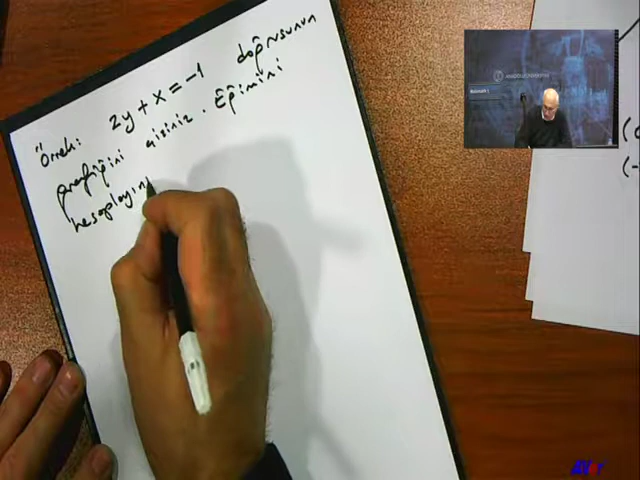 Örnek: 2y + x = -1 doğrusunun
grafiğini çiziniz. Eğimini
hesaplayın